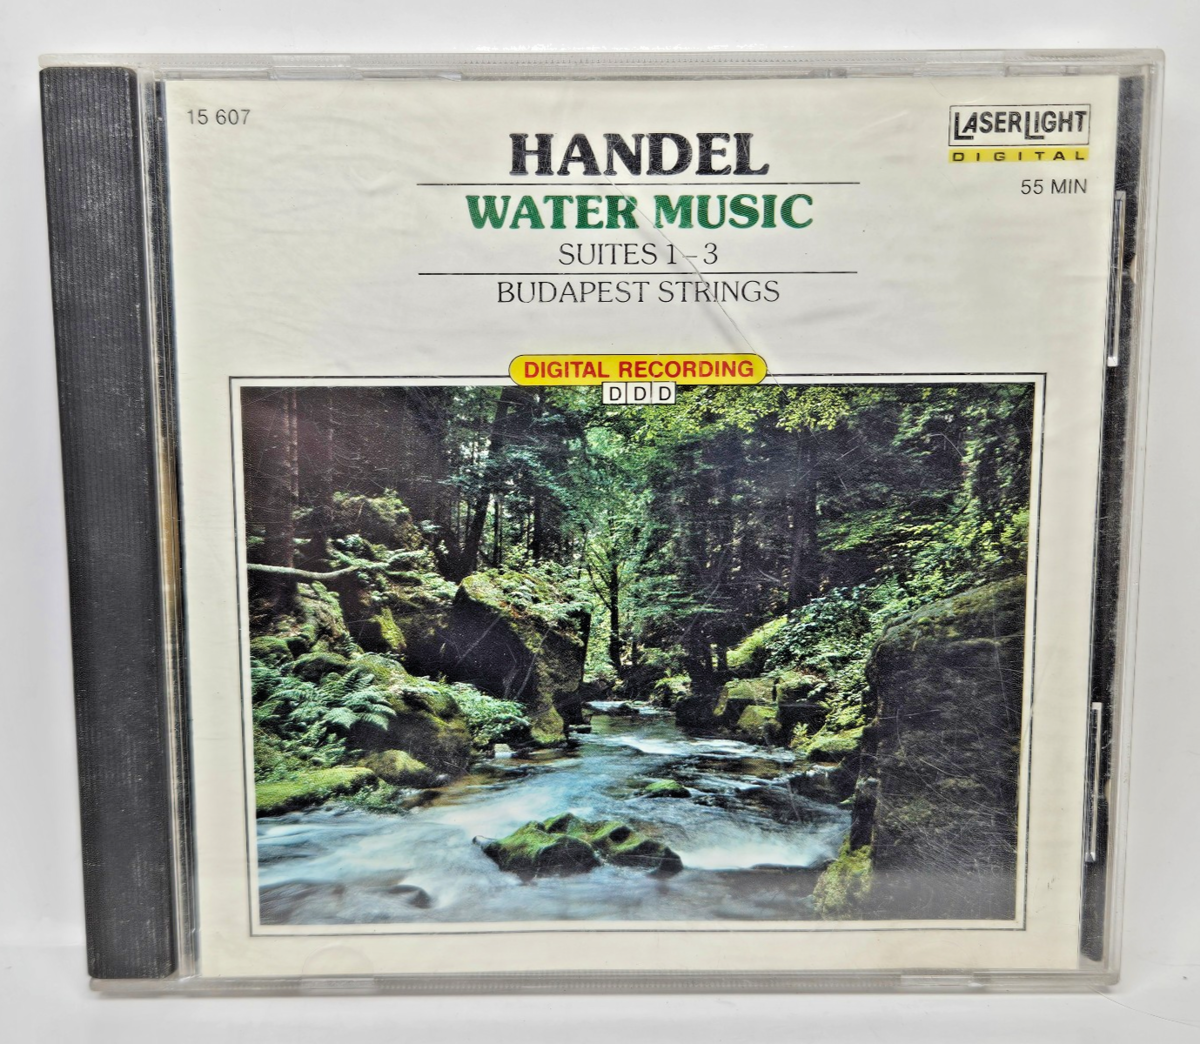 15 607
HANDEL
WATER MUSIC
SUITES 1 – 3
BUDAPEST STRINGS
LASERLIGHT
DIGITAL
55 MIN
DIGITAL RECORDING
DDD